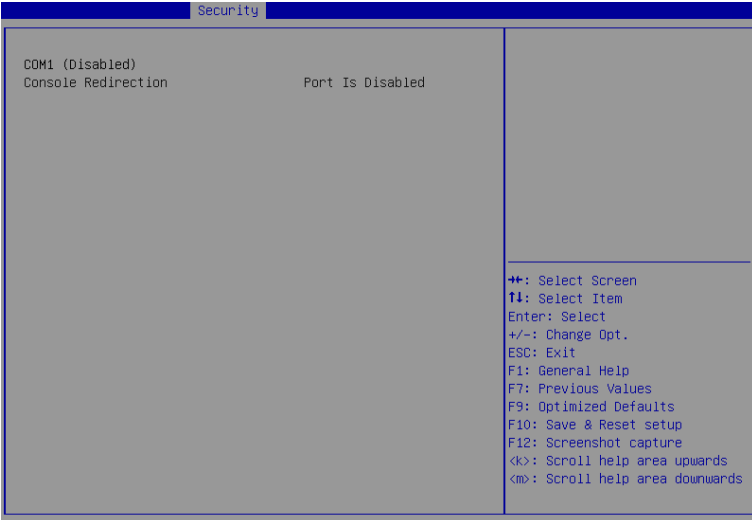 Security
COM1 (Disabled)
Console Redirection Port Is Disabled
→←: Select Screen
↑↓: Select Item
Enter: Select
+/-: Change Opt.
ESC: Exit
F1: General Help
F7: Previous Values
F9: Optimized Defaults
F10: Save & Reset setup
F12: Screenshot capture
<k>: Scroll help area upwards
<m>: Scroll help area downwards